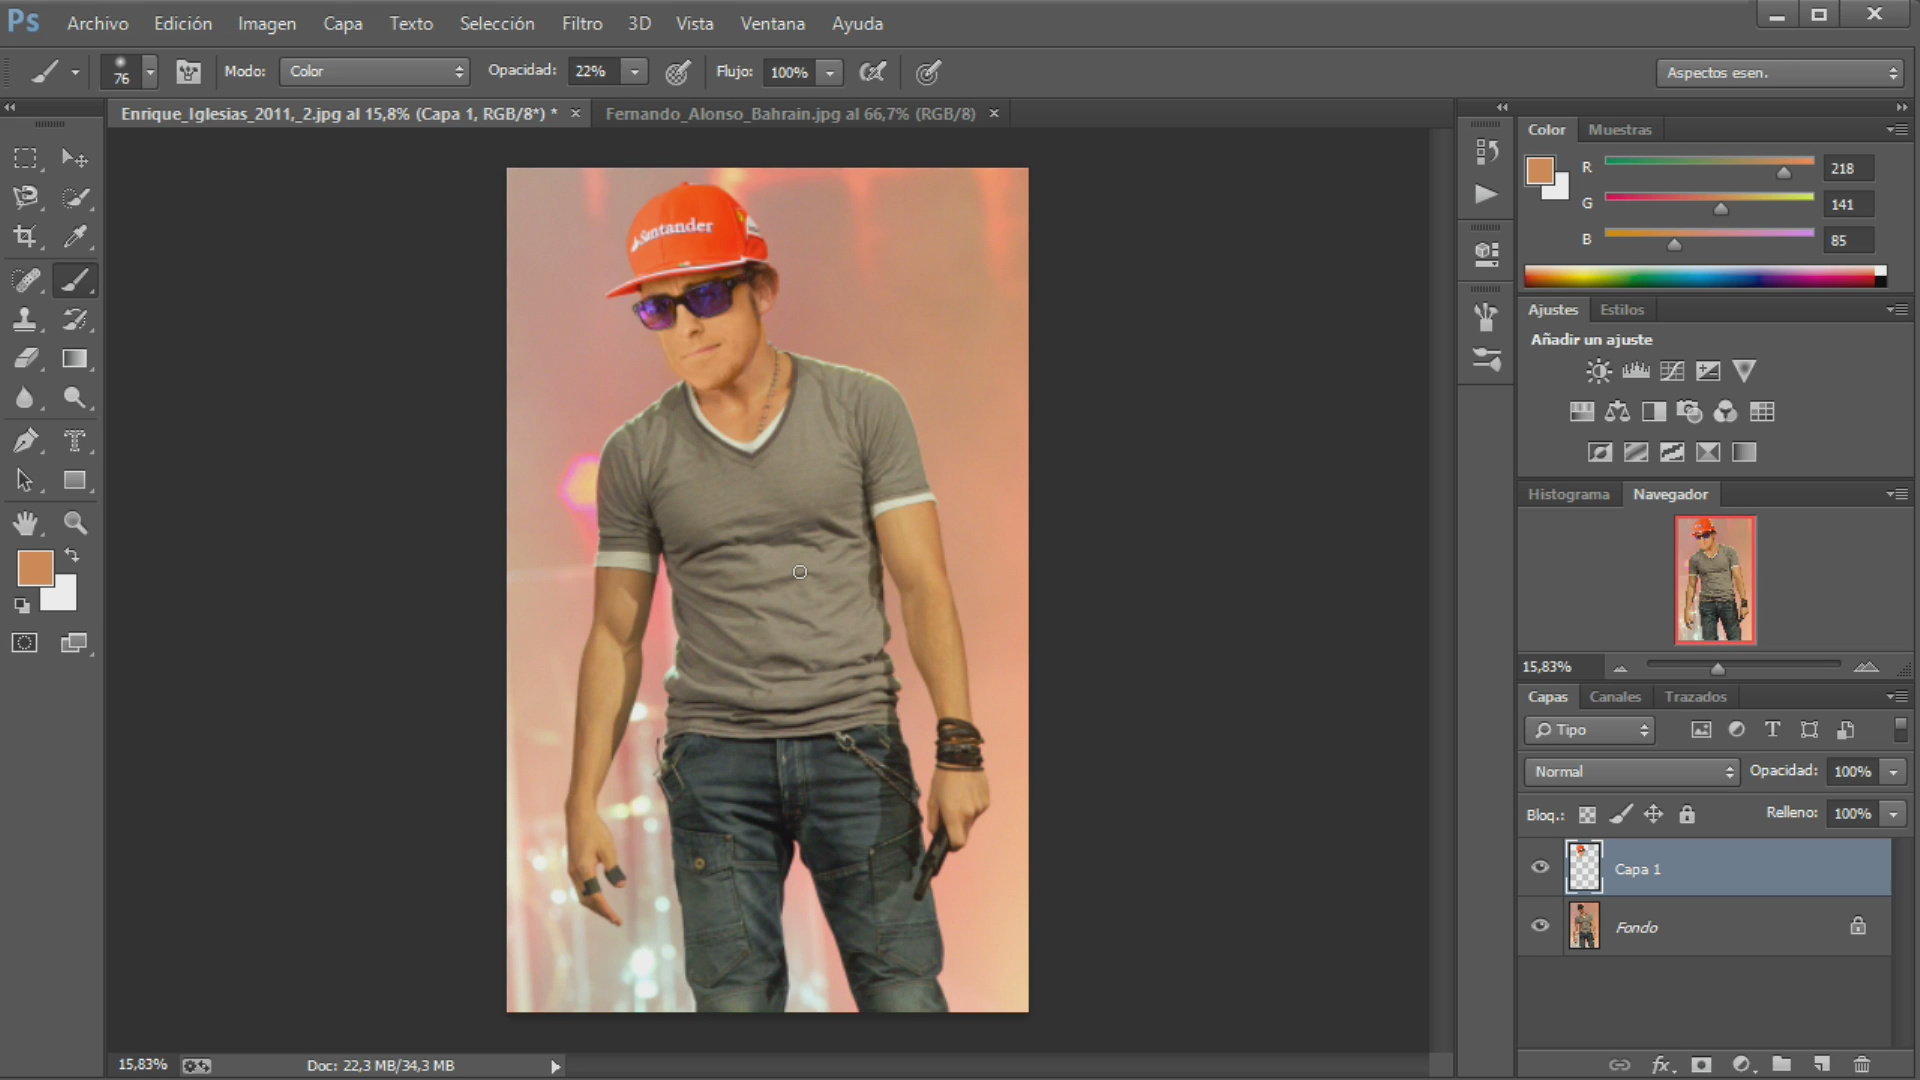 Ps Archivo Edición Imagen Capa Texto Selección Filtro 3D Vista Ventana Ayuda
76 Modo: Color Opacidad: 22% Flujo: 100% Aspectos esen.
Enrique_Iglesias_2011,_2.jpg al 15,8% (Capa 1, RGB/8*) * × Fernando_Alonso_Bahrain.jpg al 66,7% (RGB/8) ×
Color Muestras
R 218
G 141
B 85
Santander
Ajustes Estilos
Añadir un ajuste
Histograma Navegador
15,83%
Capas Canales Trazados
Tipo
Normal Opacidad: 100%
Bloq.: Relleno: 100%
Capa 1
Fondo
15,83% Doc: 22,3 MB/34,3 MB
fx